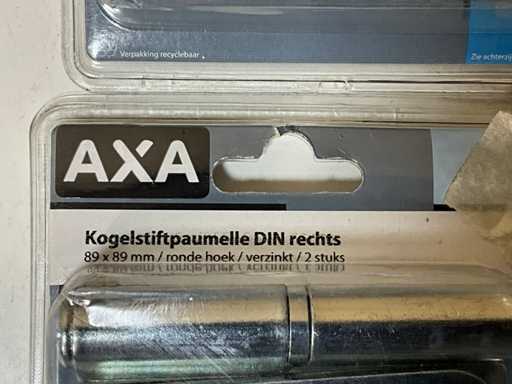 Verpakking recyclebaar
Zie achterzij
AXA
Kogelstiftpaumelle DIN rechts
89 x 89 mm / ronde hoek / verzinkt / 2 stuks